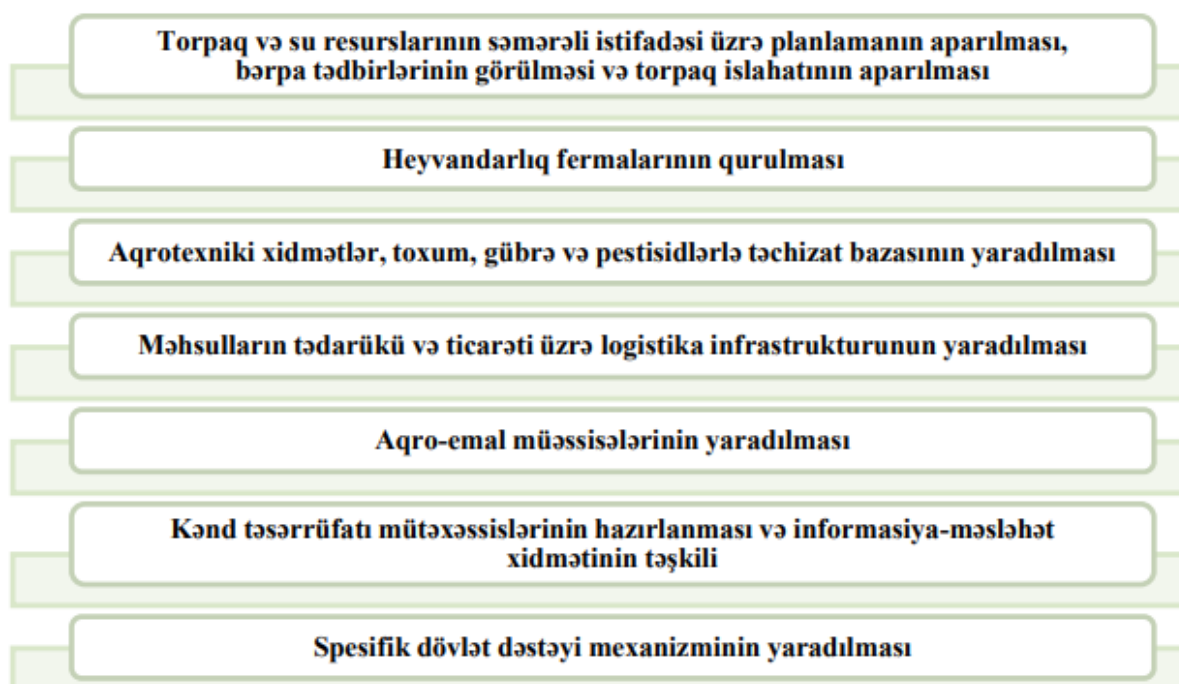 Torpaq və su resurslarının səmərəli istifadəsi üzrə planlamanın aparılması,
bərpa tədbirlərinin görülməsi və torpaq islahatının aparılması
Heyvandarlıq fermalarının qurulması
Aqrotexniki xidmətlər, toxum, gübrə və pestisidlərlə təchizat bazasının yaradılması
Məhsulların tədarükü və ticarəti üzrə logistika infrastrukturunun yaradılması
Aqro-emal müəssisələrinin yaradılması
Kənd təsərrüfatı mütəxəssislərinin hazırlanması və informasiya-məsləhət
xidmətinin təşkili
Spesifik dövlət dəstəyi mexanizminin yaradılması